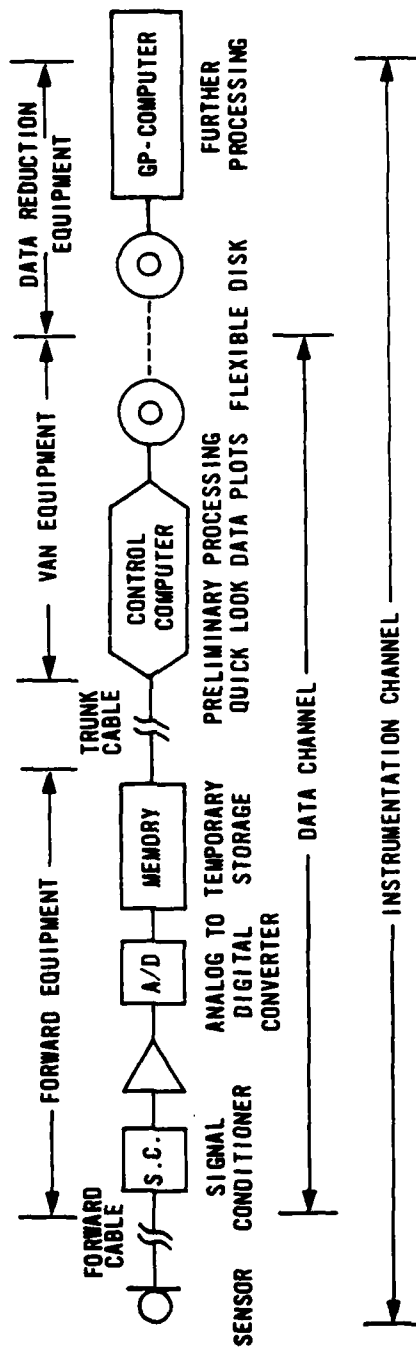 FORWARD EQUIPMENT
VAN EQUIPMENT
DATA REDUCTION
EQUIPMENT
FORWARD
CABLE
TRUNK
CABLE
S.C.
A/D
MEMORY
CONTROL
COMPUTER
GP-COMPUTER
SENSOR
SIGNAL
CONDITIONER
ANALOG TO
DIGITAL
CONVERTER
TEMPORARY
STORAGE
PRELIMINARY PROCESSING
QUICK LOOK DATA PLOTS
FLEXIBLE DISK
FURTHER
PROCESSING
DATA CHANNEL
INSTRUMENTATION CHANNEL